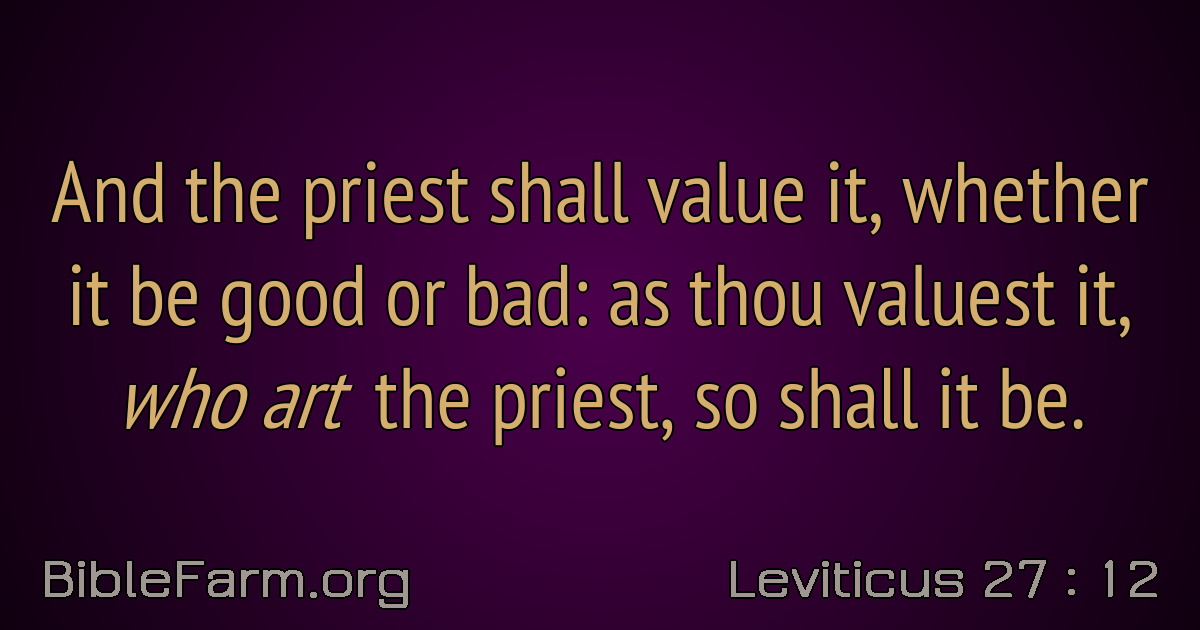 And the priest shall value it, whether
it be good or bad: as thou valuest it,
who art the priest, so shall it be.
BibleFarm.org
Leviticus 27 : 12